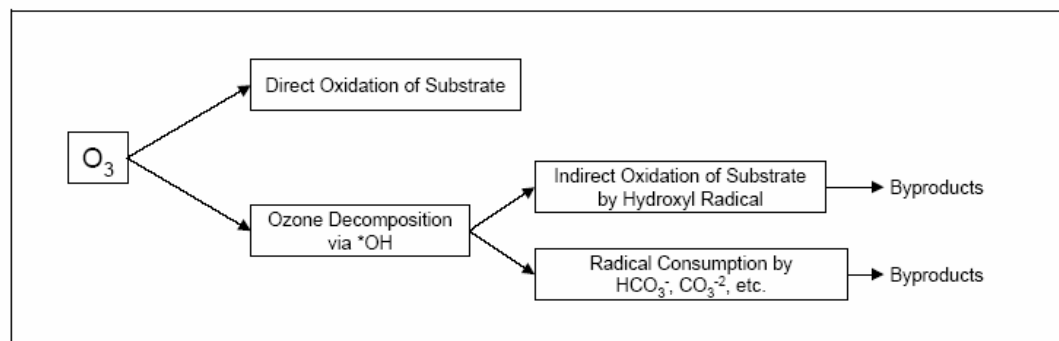 Direct Oxidation of Substrate
O₃
Indirect Oxidation of Substrate
by Hydroxyl Radical
Byproducts
Ozone Decomposition
via *OH
Radical Consumption by
HCO₃⁻, CO₃⁻², etc.
Byproducts